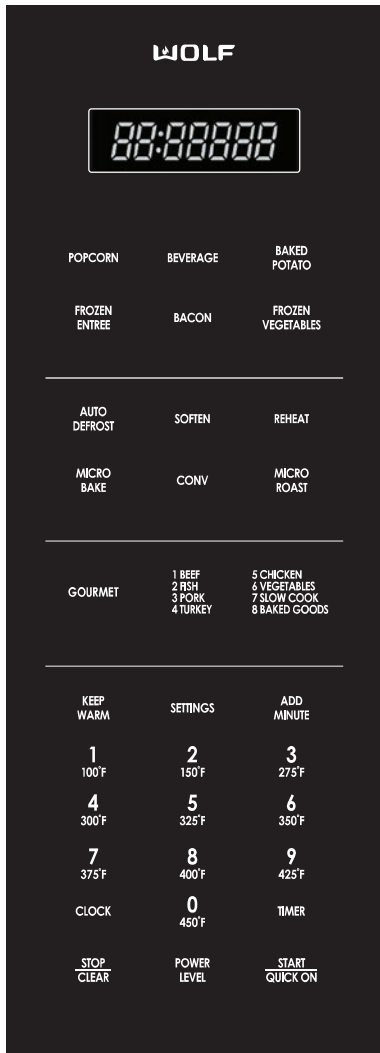 WOLF
88:88888
POPCORN
BEVERAGE
BAKED
POTATO
FROZEN
ENTREE
BACON
FROZEN
VEGETABLES
AUTO
DEFROST
SOFTEN
REHEAT
MICRO
BAKE
CONV
MICRO
ROAST
GOURMET
1 BEEF
2 FISH
3 PORK
4 TURKEY
5 CHICKEN
6 VEGETABLES
7 SLOW COOK
8 BAKED GOODS
KEEP
WARM
SETTINGS
ADD
MINUTE
1
100°F
2
150°F
3
275°F
4
300°F
5
325°F
6
350°F
7
375°F
8
400°F
9
425°F
CLOCK
0
450°F
TIMER
STOP
CLEAR
POWER
LEVEL
START
QUICK ON